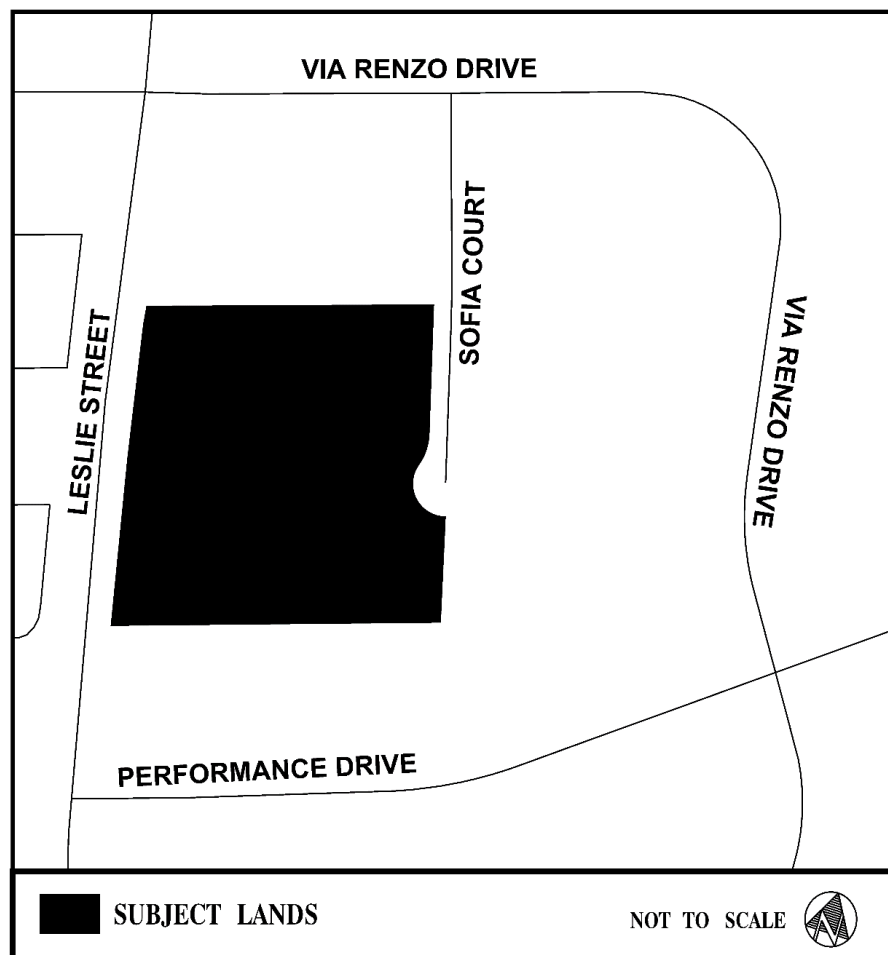 VIA RENZO DRIVE
SOFIA COURT
LESLIE STREET
VIA RENZO DRIVE
PERFORMANCE DRIVE
SUBJECT LANDS
NOT TO SCALE